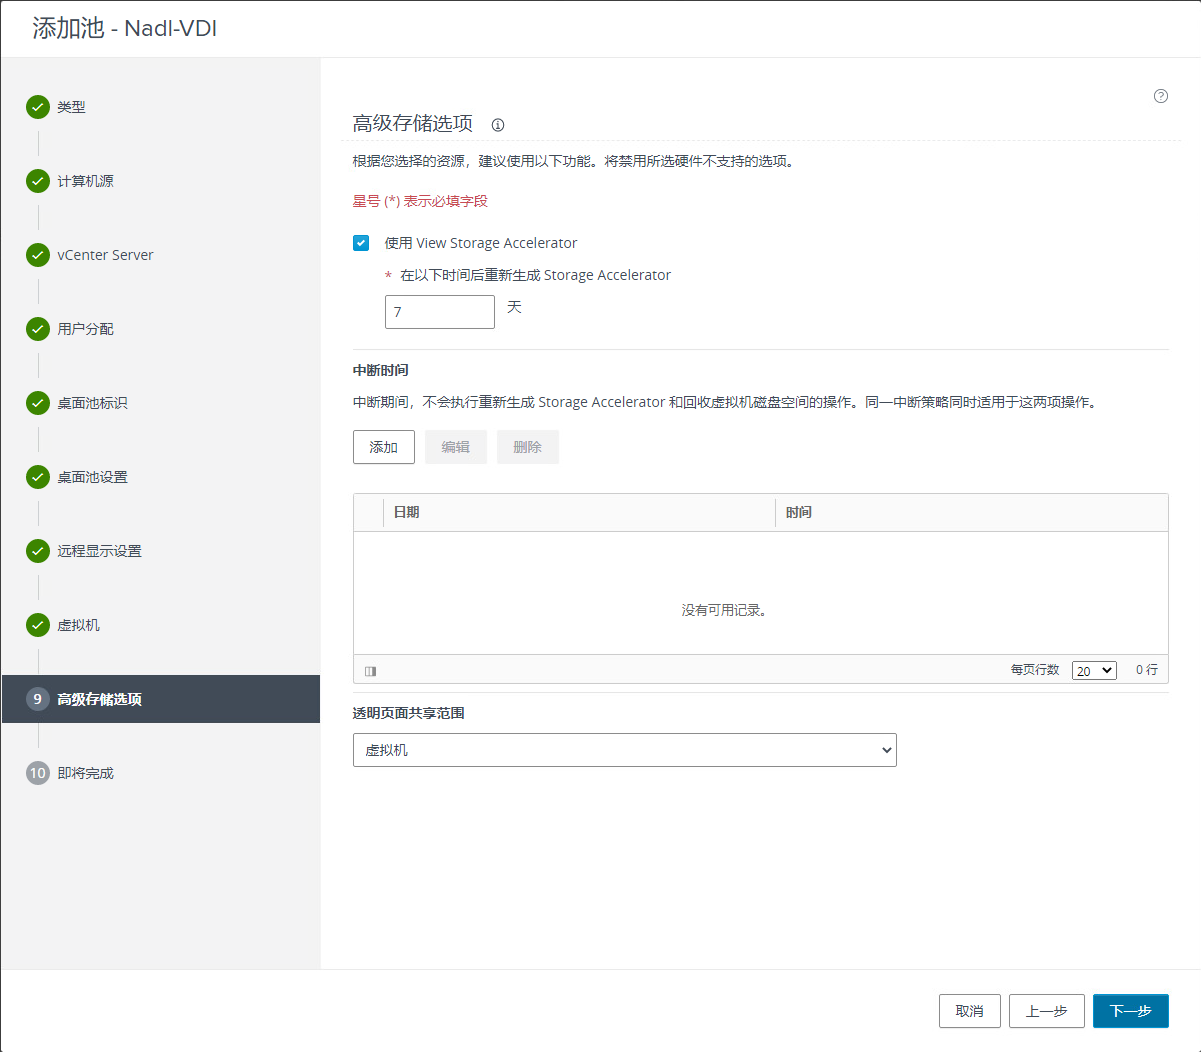 添加池 - Nadl-VDI
类型
计算机源
vCenter Server
用户分配
桌面池标识
桌面池设置
远程显示设置
虚拟机
9 高级存储选项
10 即将完成
高级存储选项
根据您选择的资源，建议使用以下功能。将禁用所选硬件不支持的选项。
星号 (*) 表示必填字段
使用 View Storage Accelerator
* 在以下时间后重新生成 Storage Accelerator
7 天
中断时间
中断期间，不会执行重新生成 Storage Accelerator 和回收虚拟机磁盘空间的操作。同一中断策略同时适用于这两项操作。
添加 编辑 删除
日期 时间
没有可用记录。
每页行数 20 0 行
透明页面共享范围
虚拟机
取消 上一步 下一步